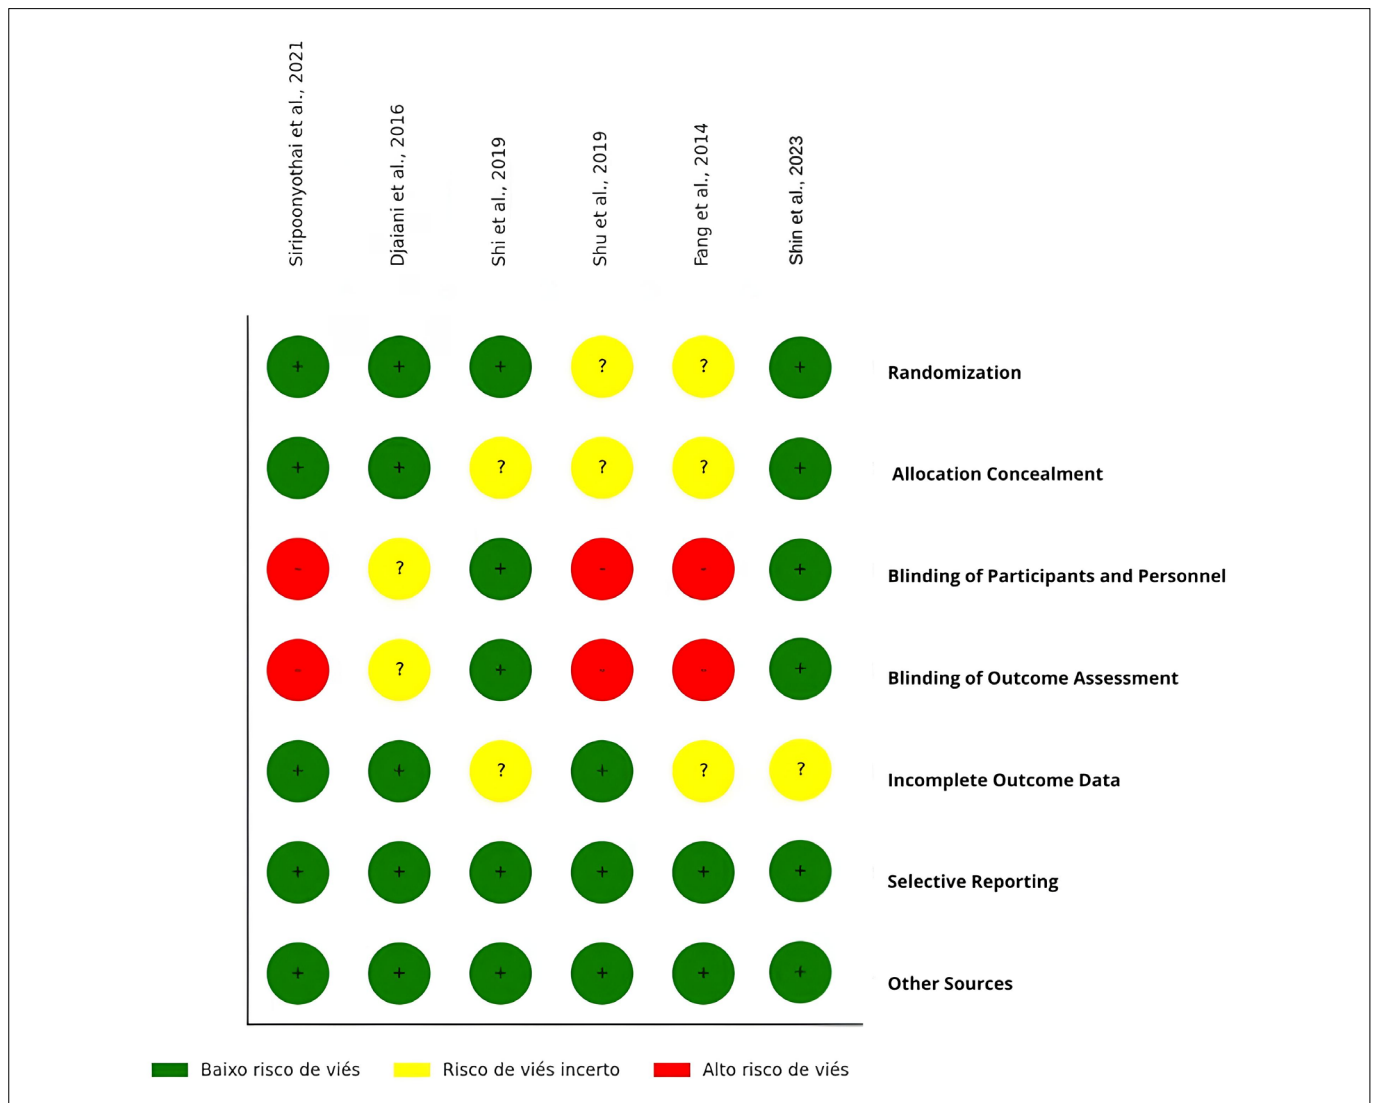 Siripoonyothai et al., 2021
Djaiani et al., 2016
Shi et al., 2019
Shu et al., 2019
Fang et al., 2014
Shin et al., 2023
+ + + ? ? + Randomization
+ + ? ? ? + Allocation Concealment
- ? + - - + Blinding of Participants and Personnel
- ? + - - + Blinding of Outcome Assessment
+ + ? + ? ? Incomplete Outcome Data
+ + + + + + Selective Reporting
+ + + + + + Other Sources
Baixo risco de viés Risco de viés incerto Alto risco de viés